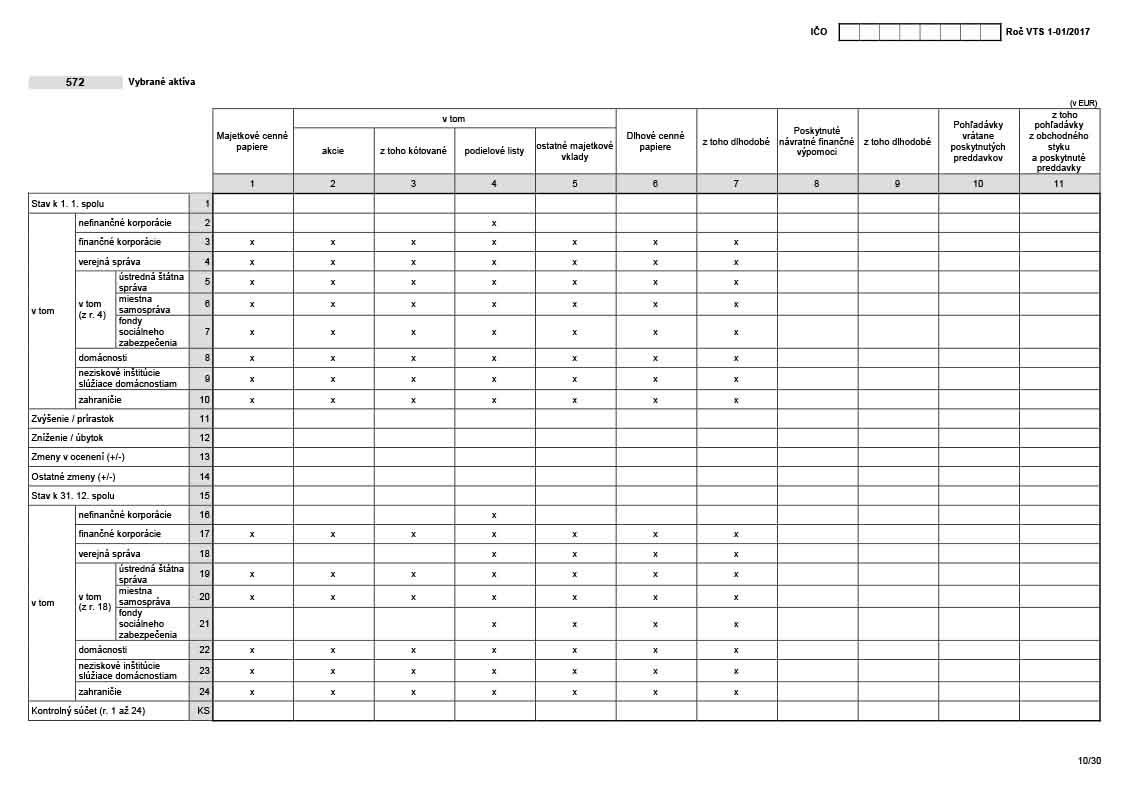 IČO Roč VTS 1-01/2017
572 Vybrané aktíva
(v EUR)
Majetkové cenné papiere
v tom
akcie
z toho kótované
podielové listy
ostatné majetkové vklady
Dlhové cenné papiere
z toho dlhodobé
Poskytnuté návratné finančné výpomoci
z toho dlhodobé
Pohľadávky vrátane poskytnutých preddavkov
z toho pohľadávky z obchodného styku a poskytnuté preddavky
1 2 3 4 5 6 7 8 9 10 11
Stav k 1. 1. spolu 1
v tom
nefinančné korporácie 2 x
finančné korporácie 3 x x x x x x x
verejná správa 4 x x x x x x x
v tom (z r. 4)
ústredná štátna správa 5 x x x x x x x
miestna samospráva 6 x x x x x x x
fondy sociálneho zabezpečenia 7 x x x x x x x
domácnosti 8 x x x x x x x
neziskové inštitúcie slúžiace domácnostiam 9 x x x x x x x
zahraničie 10 x x x x x x x
Zvýšenie / prírastok 11
Zníženie / úbytok 12
Zmeny v ocenení (+/-) 13
Ostatné zmeny (+/-) 14
Stav k 31. 12. spolu 15
v tom
nefinančné korporácie 16 x
finančné korporácie 17 x x x x x x x
verejná správa 18 x x x x
v tom (z r. 18)
ústredná štátna správa 19 x x x x x x x
miestna samospráva 20 x x x x x x x
fondy sociálneho zabezpečenia 21 x x x x
domácnosti 22 x x x x x x x
neziskové inštitúcie slúžiace domácnostiam 23 x x x x x x x
zahraničie 24 x x x x x x x
Kontrolný súčet (r. 1 až 24) KS
10/30